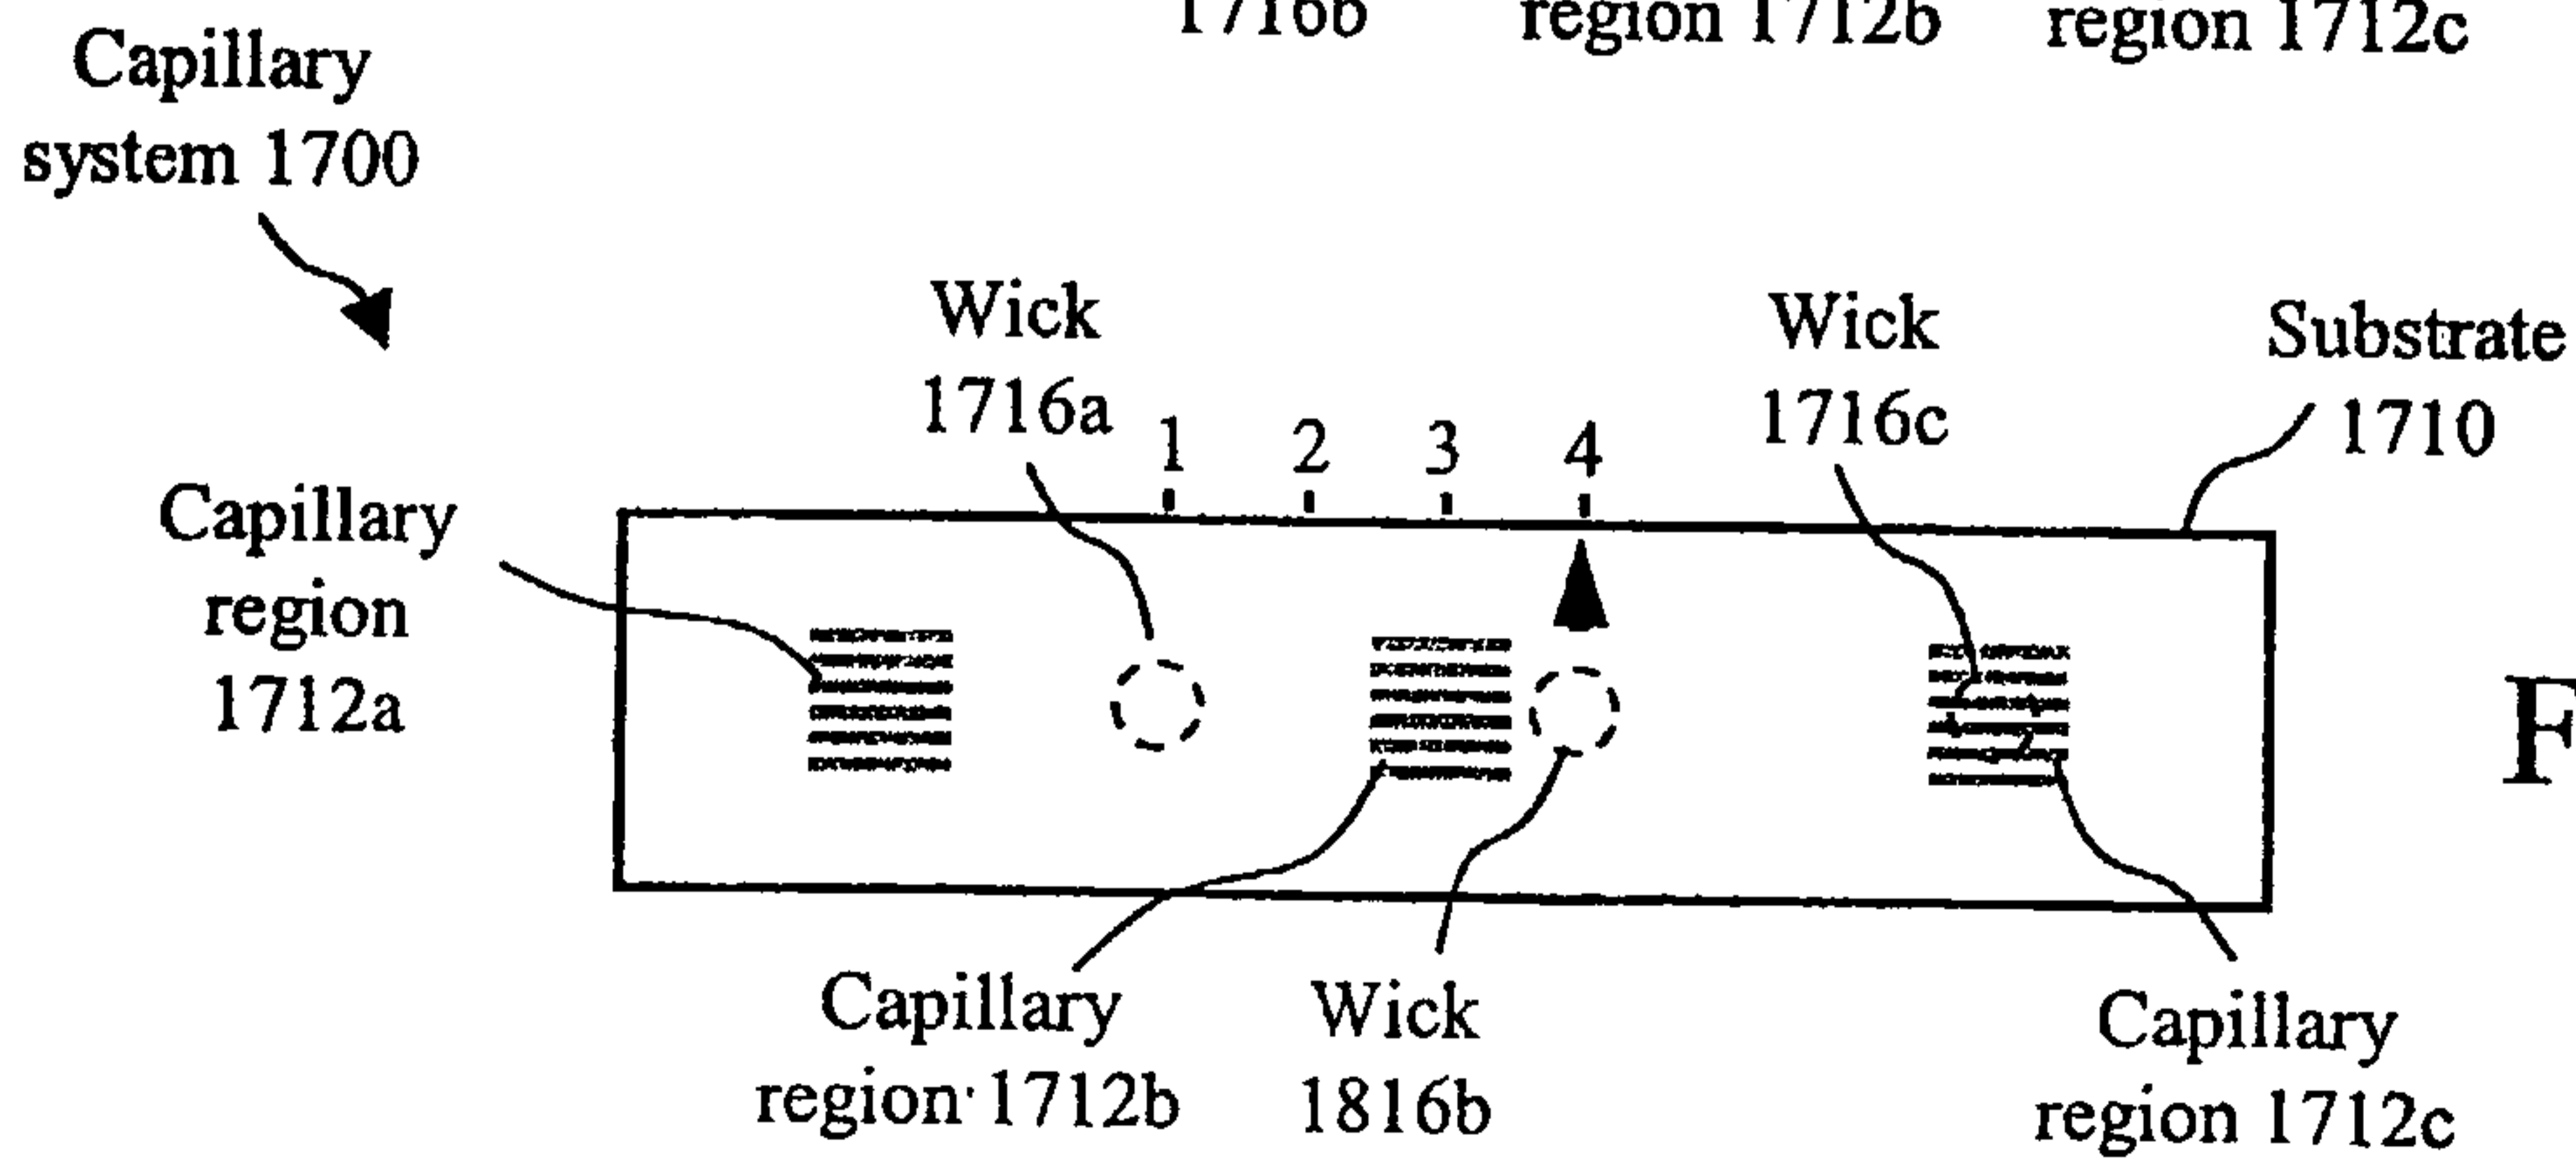 1716b region 1712b region 1712c
Capillary
system 1700
Wick
1716a
Wick
1716c
Substrate
1710
1 2 3 4
Capillary
region
1712a
F
Capillary
region 1712b
Wick
1816b
Capillary
region 1712c